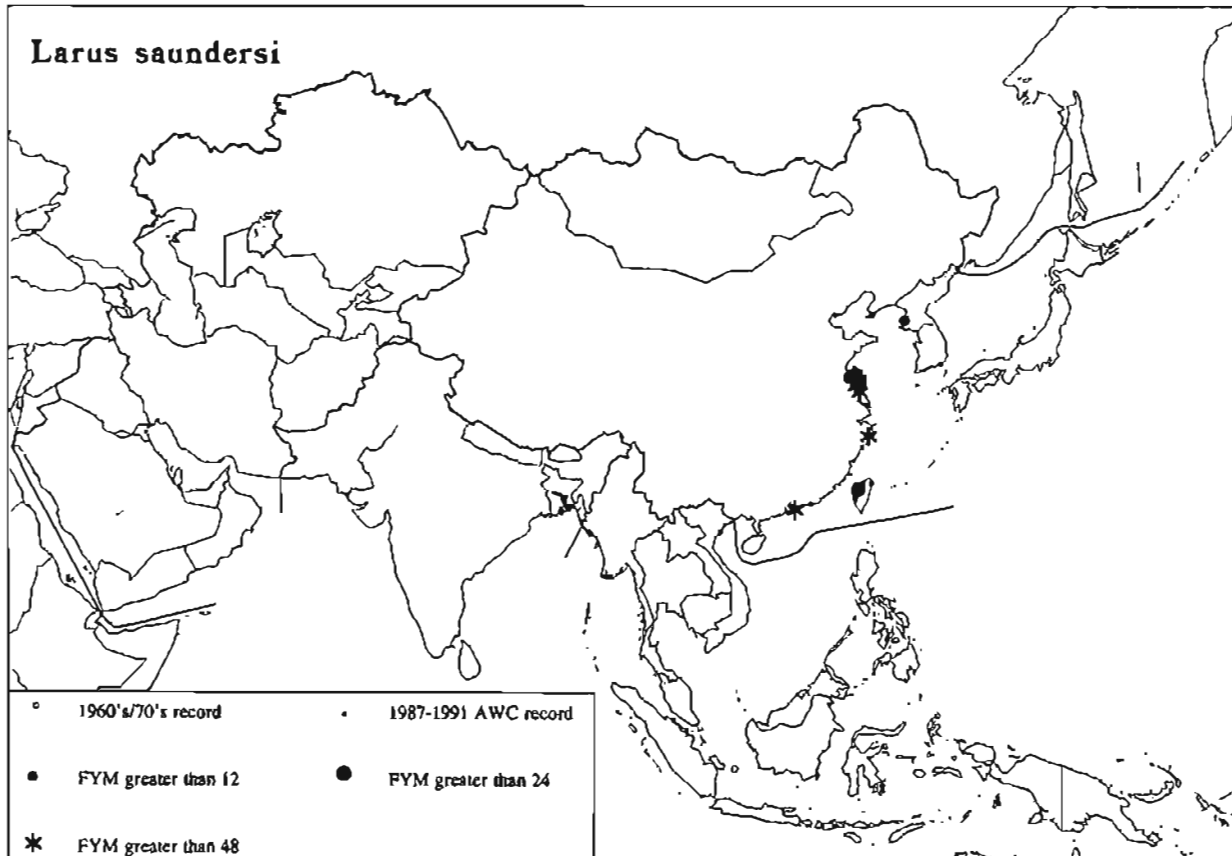 Larus saundersi
1960's/70's record
1987-1991 AWC record
FYM greater than 12
FYM greater than 24
FYM greater than 48